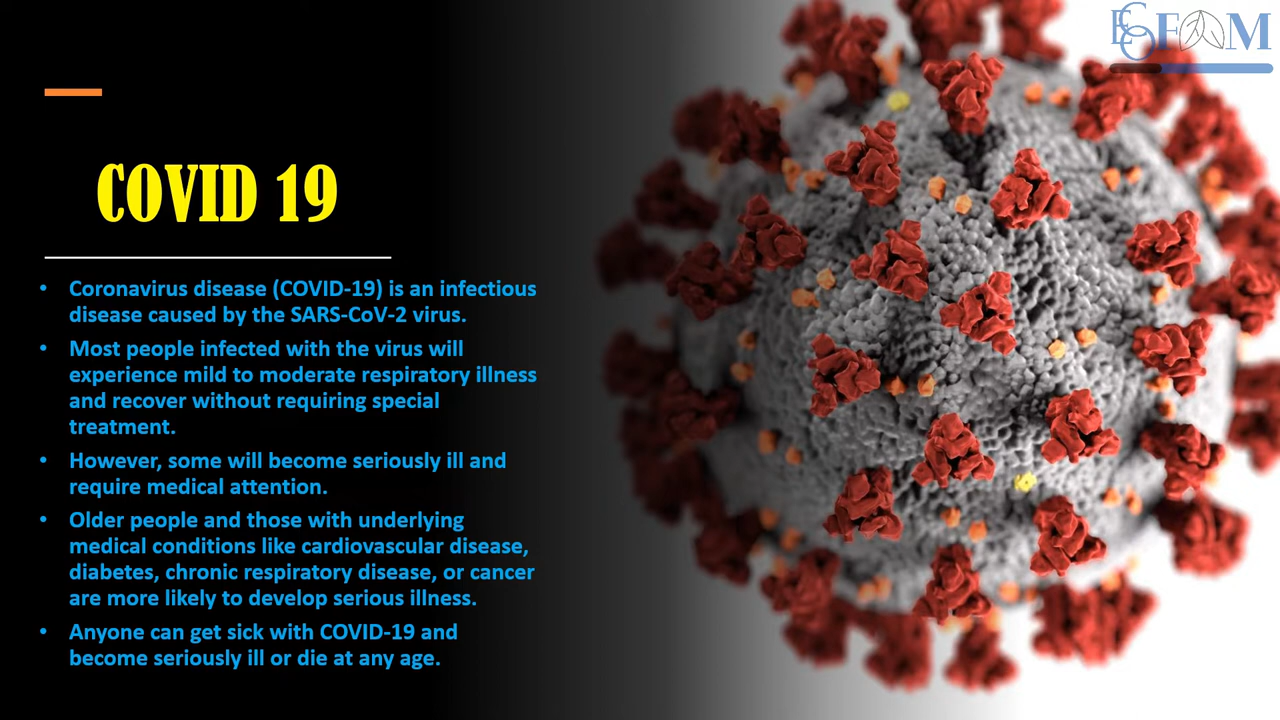 ECOFOAM
COVID 19
• Coronavirus disease (COVID-19) is an infectious
disease caused by the SARS-CoV-2 virus.
• Most people infected with the virus will
experience mild to moderate respiratory illness
and recover without requiring special
treatment.
• However, some will become seriously ill and
require medical attention.
• Older people and those with underlying
medical conditions like cardiovascular disease,
diabetes, chronic respiratory disease, or cancer
are more likely to develop serious illness.
• Anyone can get sick with COVID-19 and
become seriously ill or die at any age.